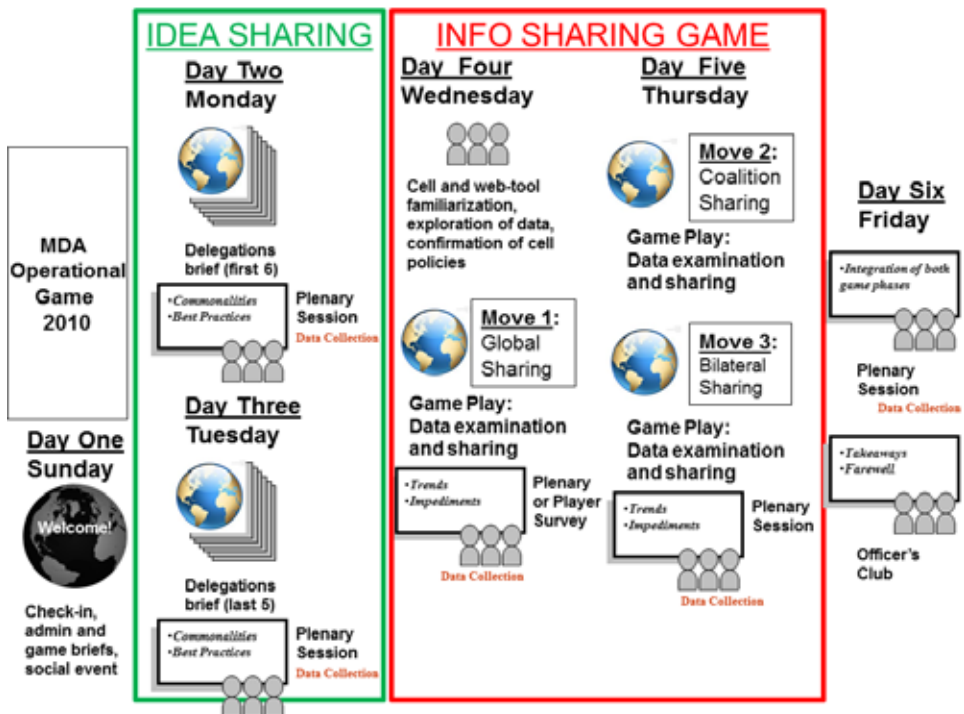 MDA
Operational
Game
2010
Day One
Sunday
Welcome!
Check-in,
admin and
game briefs,
social event
IDEA SHARING
Day Two
Monday
Delegations
brief (first 6)
•Commonalities
•Best Practices
Plenary
Session
Data Collection
Day Three
Tuesday
Delegations
brief (last 5)
•Commonalities
•Best Practices
Plenary
Session
Data Collection
INFO SHARING GAME
Day Four
Wednesday
Cell and web-tool
familiarization,
exploration of data,
confirmation of cell
policies
Move 1:
Global
Sharing
Game Play:
Data examination
and sharing
•Trends
•Impediments
Plenary
or Player
Survey
Data Collection
Day Five
Thursday
Move 2:
Coalition
Sharing
Game Play:
Data examination
and sharing
Move 3:
Bilateral
Sharing
Game Play:
Data examination
and sharing
•Trends
•Impediments
Plenary
Session
Data Collection
Day Six
Friday
•Integration of both
game phases
Plenary
Session
Data Collection
•Takeaways
•Farewell
Officer's
Club